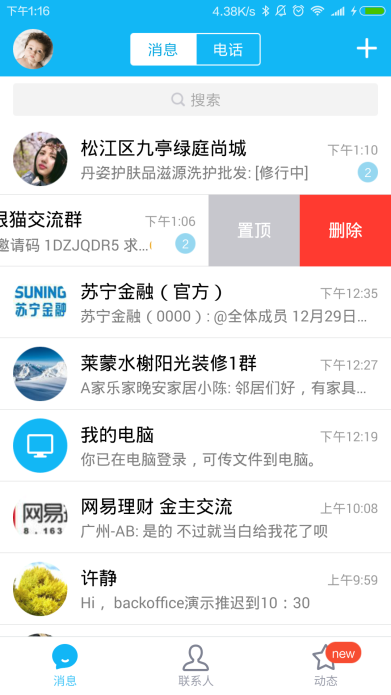 下午1:16 4.38K/s
消息 电话
搜索
松江区九亭绿庭尚城 下午1:10
丹姿护肤品滋源洗护批发: [修行中] 2
猫交流群 下午1:06 置顶 删除
邀请码 1DZJQDR5 求... 2
SUNING
苏宁金融
苏宁金融（官方） 下午12:35
苏宁金融（0000）: @全体成员 12月29日...
莱蒙水榭阳光装修1群 下午12:27
A家乐家晚安家居小陈: 邻居们好，有家具...
我的电脑 下午12:19
你已在电脑登录，可传文件到电脑。
网易
8.163
网易理财 金主交流 上午10:08
广州-AB: 是的 不过就当白给我花了呗
许静 上午9:59
Hi，backoffice演示推迟到10：30
new
消息 联系人 动态